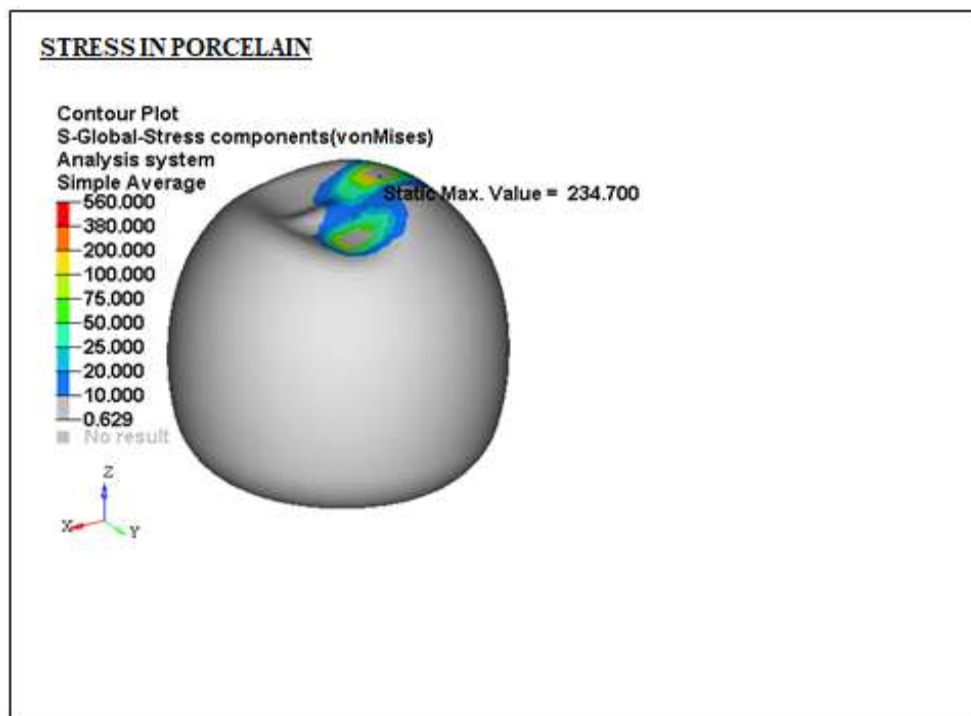 STRESS IN PORCELAIN
Contour Plot
S-Global-Stress components(vonMises)
Analysis system
Simple Average
Static Max. Value = 234.700
560.000
380.000
200.000
100.000
75.000
50.000
25.000
20.000
10.000
0.629
No result
Z
X
Y